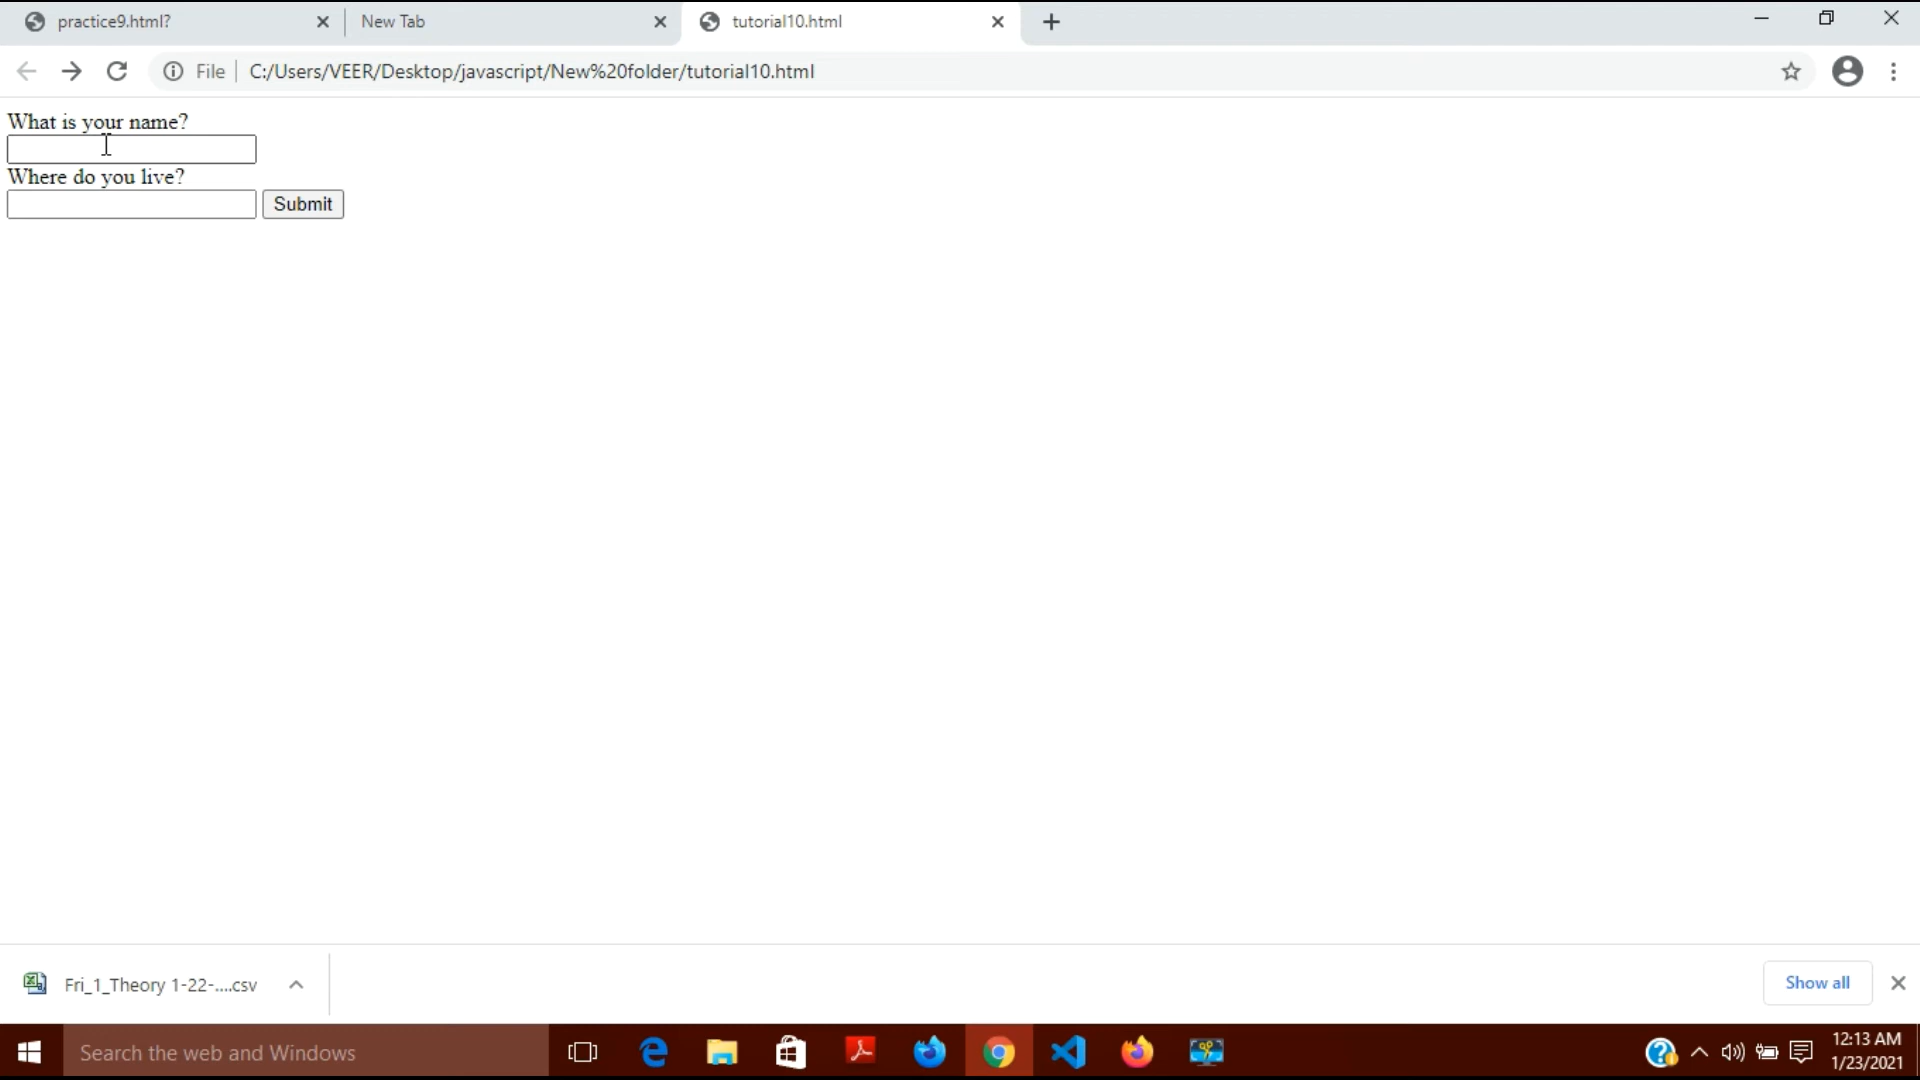 practice9.html?
New Tab
tutorial10.html
File
C:/Users/VEER/Desktop/javascript/New%20folder/tutorial10.html
What is your name?
Where do you live?
Submit
Fri_1_Theory 1-22-....csv
Show all
Search the web and Windows
12:13 AM
1/23/2021